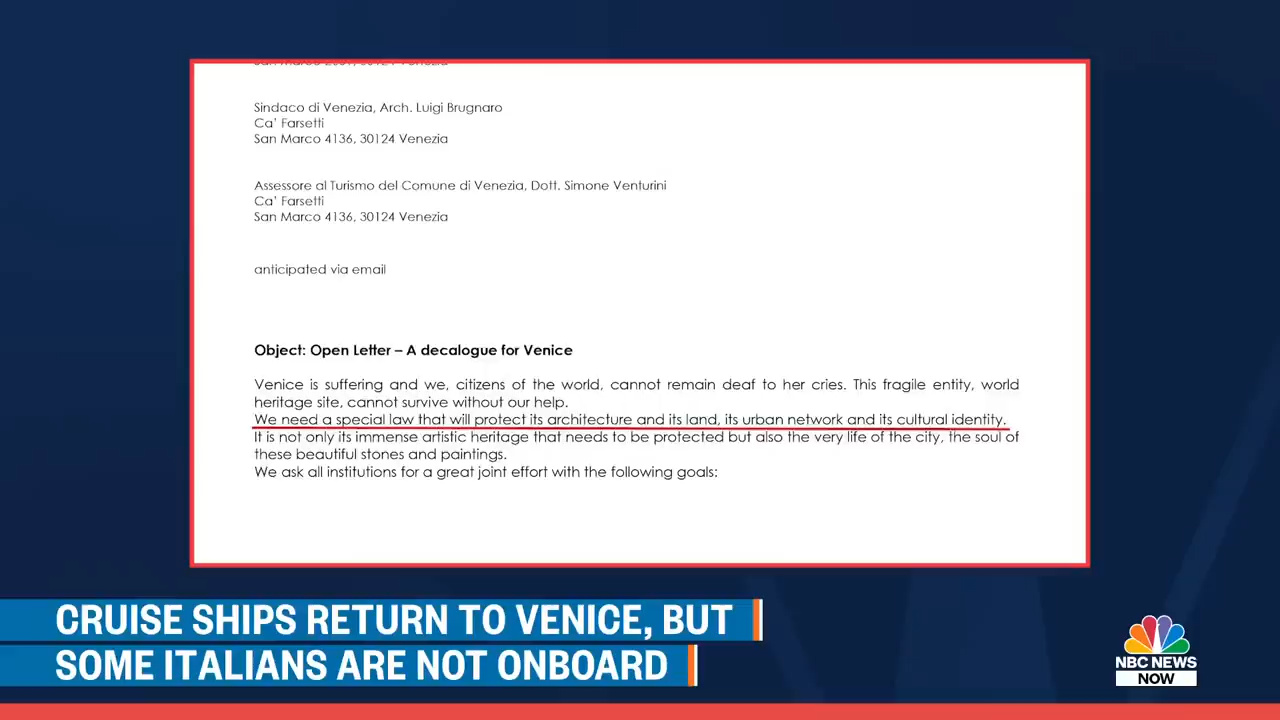 Sindaco di Venezia, Arch. Luigi Brugnaro
Ca' Farsetti
San Marco 4136, 30124 Venezia
Assessore al Turismo del Comune di Venezia, Dott. Simone Venturini
Ca' Farsetti
San Marco 4136, 30124 Venezia
anticipated via email
Object: Open Letter – A decalogue for Venice
Venice is suffering and we, citizens of the world, cannot remain deaf to her cries. This fragile entity, world
heritage site, cannot survive without our help.
We need a special law that will protect its architecture and its land, its urban network and its cultural identity.
It is not only its immense artistic heritage that needs to be protected but also the very life of the city, the soul of
these beautiful stones and paintings.
We ask all institutions for a great joint effort with the following goals:
CRUISE SHIPS RETURN TO VENICE, BUT
SOME ITALIANS ARE NOT ONBOARD
NBC NEWS
NOW